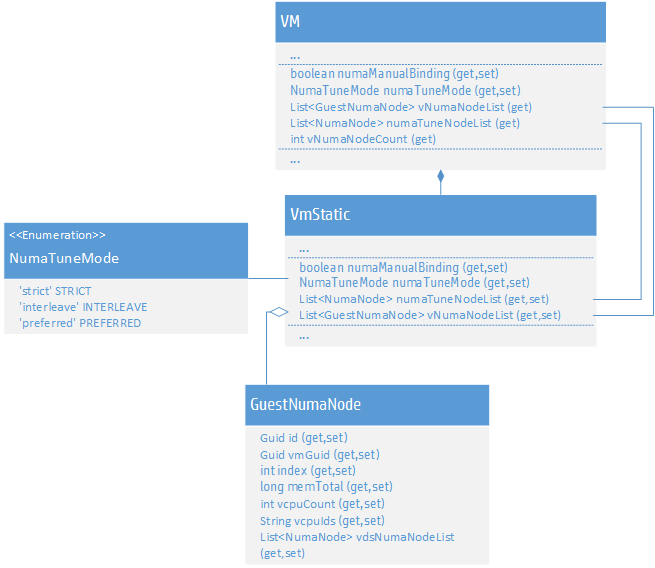 VM
...
boolean numaManualBinding (get,set)
NumaTuneMode numaTuneMode (get,set)
List<GuestNumaNode> vNumaNodeList (get)
List<NumaNode> numaTuneNodeList (get)
int vNumaNodeCount (get)
...
VmStatic
...
boolean numaManualBinding (get,set)
NumaTuneMode numaTuneMode (get,set)
List<NumaNode> numaTuneNodeList (get,set)
List<GuestNumaNode> vNumaNodeList (get,set)
...
<<Enumeration>>
NumaTuneMode
'strict' STRICT
'interleave' INTERLEAVE
'preferred' PREFERRED
GuestNumaNode
Guid id (get,set)
Guid vmGuid (get,set)
int index (get,set)
long memTotal (get,set)
int vcpuCount (get,set)
String vcpuIds (get,set)
List<NumaNode> vdsNumaNodeList
(get,set)